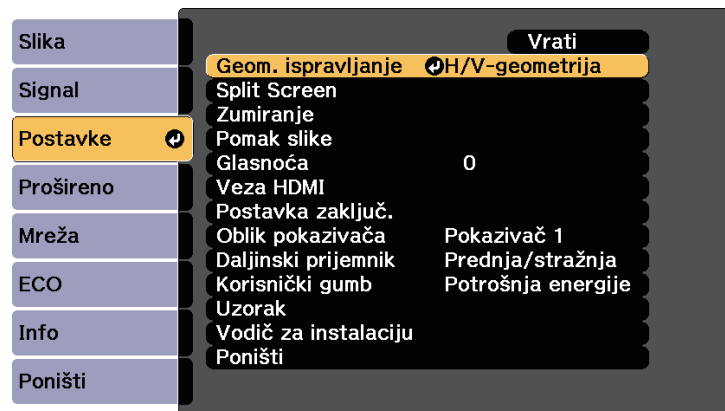 Slika
Signal
Postavke
Prošireno
Mreža
ECO
Info
Poništi
Vrati
Geom. ispravljanje H/V-geometrija
Split Screen
Zumiranje
Pomak slike
Glasnoća 0
Veza HDMI
Postavka zaključ.
Oblik pokazivača Pokazivač 1
Daljinski prijemnik Prednja/stražnja
Korisnički gumb Potrošnja energije
Uzorak
Vodič za instalaciju
Poništi